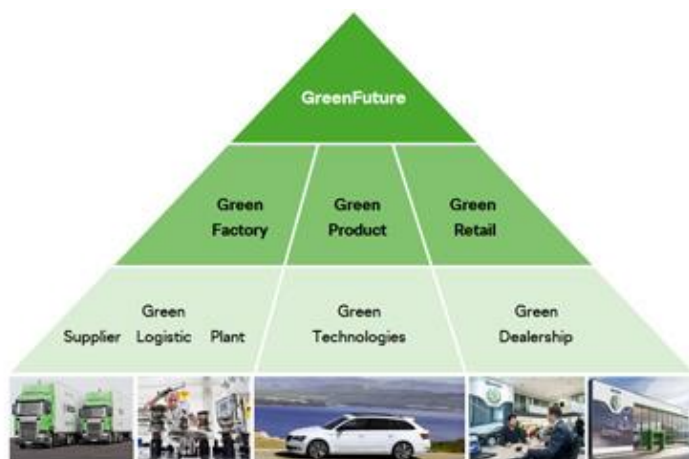 GreenFuture
Green
Factory
Green
Product
Green
Retail
Green
Supplier Logistic Plant
Green
Technologies
Green
Dealership